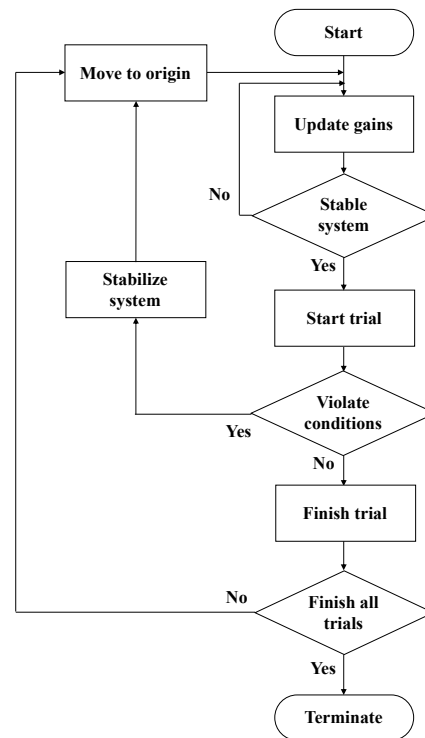 Start
Move to origin
Update gains
No
Stable
system
Yes
Stabilize
system
Start trial
Violate
conditions
Yes
No
Finish trial
No
Finish all
trials
Yes
Terminate